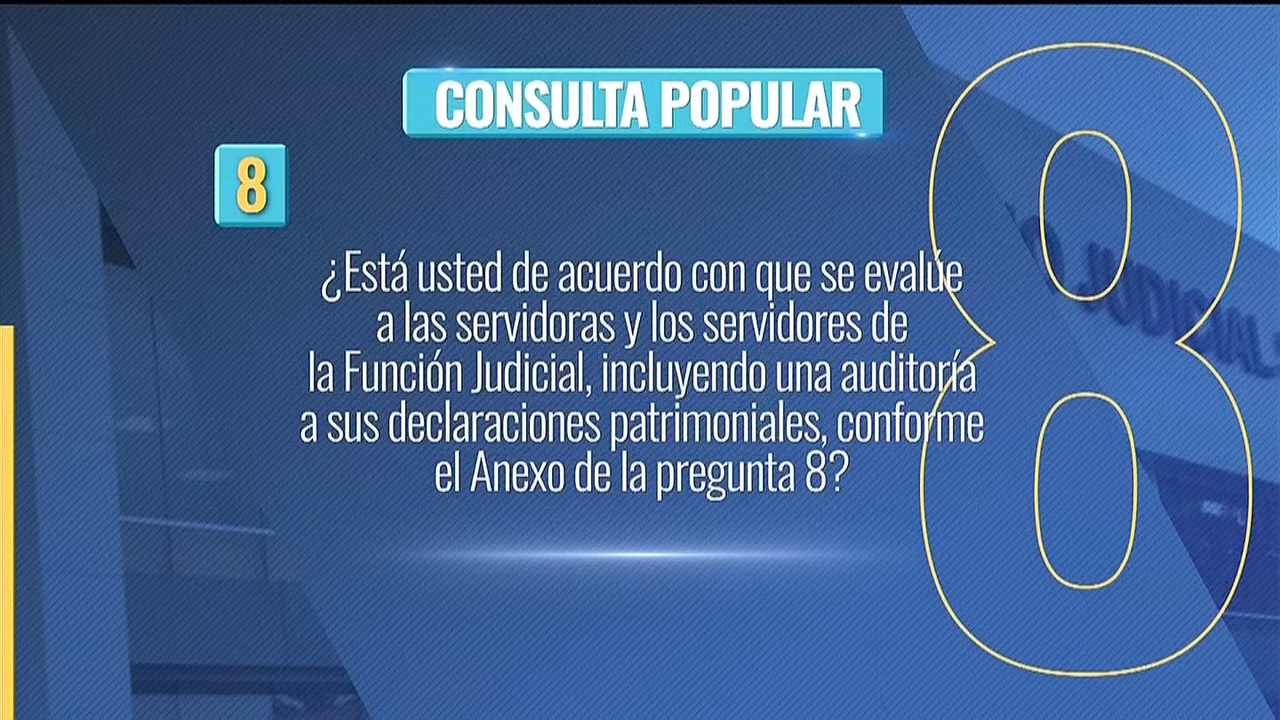 CONSULTA POPULAR
8
¿Está usted de acuerdo con que se evalúe
a las servidoras y los servidores de
la Función Judicial, incluyendo una auditoría
a sus declaraciones patrimoniales, conforme
el Anexo de la pregunta 8?
8
JUDICIAL